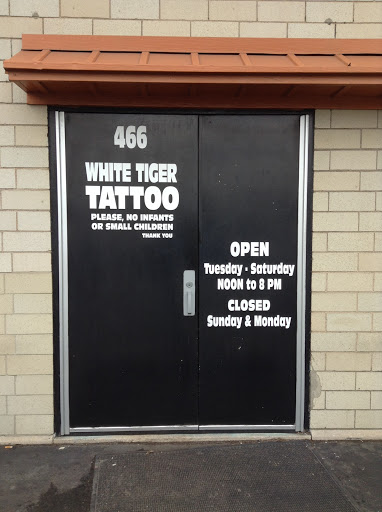 466
WHITE TIGER
TATTOO
PLEASE, NO INFANTS
OR SMALL CHILDREN
THANK YOU
OPEN
Tuesday - Saturday
NOON to 8 PM
CLOSED
Sunday & Monday